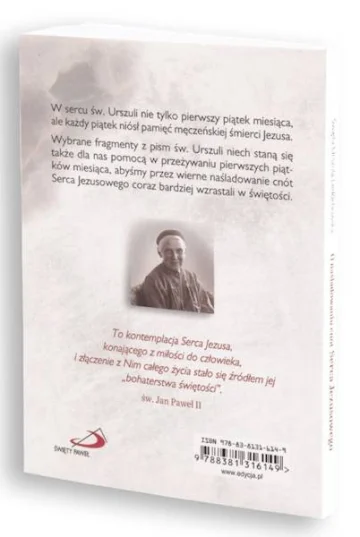 W sercu św. Urszuli nie tylko pierwszy piątek miesiąca,
ale każdy piątek niósł pamięć męczeńskiej śmierci Jezusa.
Wybrane fragmenty z pism św. Urszuli niech staną się
także dla nas pomocą w przeżywaniu pierwszych piąt-
ków miesiąca, abyśmy przez wierne naśladowanie cnót
Serca Jezusowego coraz bardziej wzrastali w świętości.
To kontemplacja Serca Jezusa,
konającego z miłości do człowieka,
i złączenie z Nim całego życia stało się źródłem jej
„bohaterstwa świętości”.
św. Jan Paweł II
ŚWIĘTY PAWEŁ
ISBN 978-83-8131-614-9
9 788381 316149 >
www.edycja.pl
O naśladowaniu cnót Serca Jezusowego